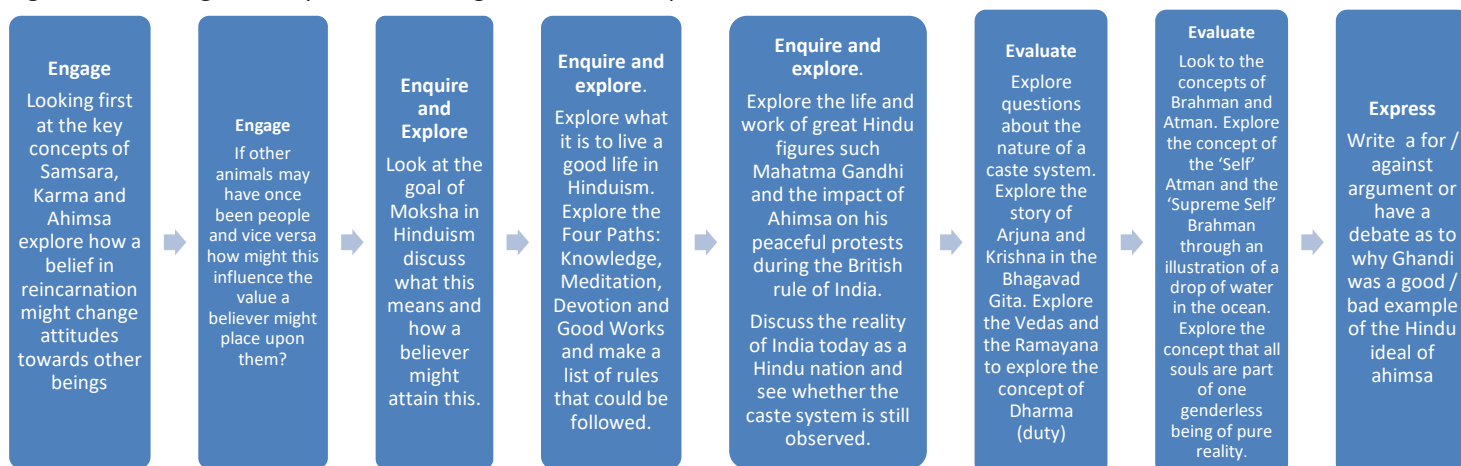 Engage
Looking first
at the key
concepts of
Samsara,
Karma and
Ahimsa
explore how a
belief in
reincarnation
might change
attitudes
towards other
beings
Engage
If other
animals may
have once
been people
and vice versa
how might this
influence the
value a
believer might
place upon
them?
Enquire
and
Explore
Look at the
goal of
Moksha in
Hinduism
discuss
what this
means and
how a
believer
might
attain this.
Enquire and
explore.
Explore what
it is to live a
good life in
Hinduism.
Explore the
Four Paths:
Knowledge,
Meditation,
Devotion and
Good Works
and make a
list of rules
that could be
followed.
Enquire and
explore.
Explore the life and
work of great Hindu
figures such
Mahatma Gandhi
and the impact of
Ahimsa on his
peaceful protests
during the British
rule of India.
Discuss the reality
of India today as a
Hindu nation and
see whether the
caste system is still
observed.
Evaluate
Explore
questions
about the
nature of a
caste system.
Explore the
story of
Arjuna and
Krishna in the
Bhagavad
Gita. Explore
the Vedas and
the Ramayana
to explore the
concept of
Dharma
(duty)
Evaluate
Look to the
concepts of
Brahman and
Atman. Explore
the concept of
the ‘Self’
Atman and the
‘Supreme Self’
Brahman
through an
illustration of a
drop of water
in the ocean.
Explore the
concept that all
souls are part
of one
genderless
being of pure
reality.
Express
Write a for /
against
argument or
have a
debate as to
why Ghandi
was a good /
bad example
of the Hindu
ideal of
ahimsa